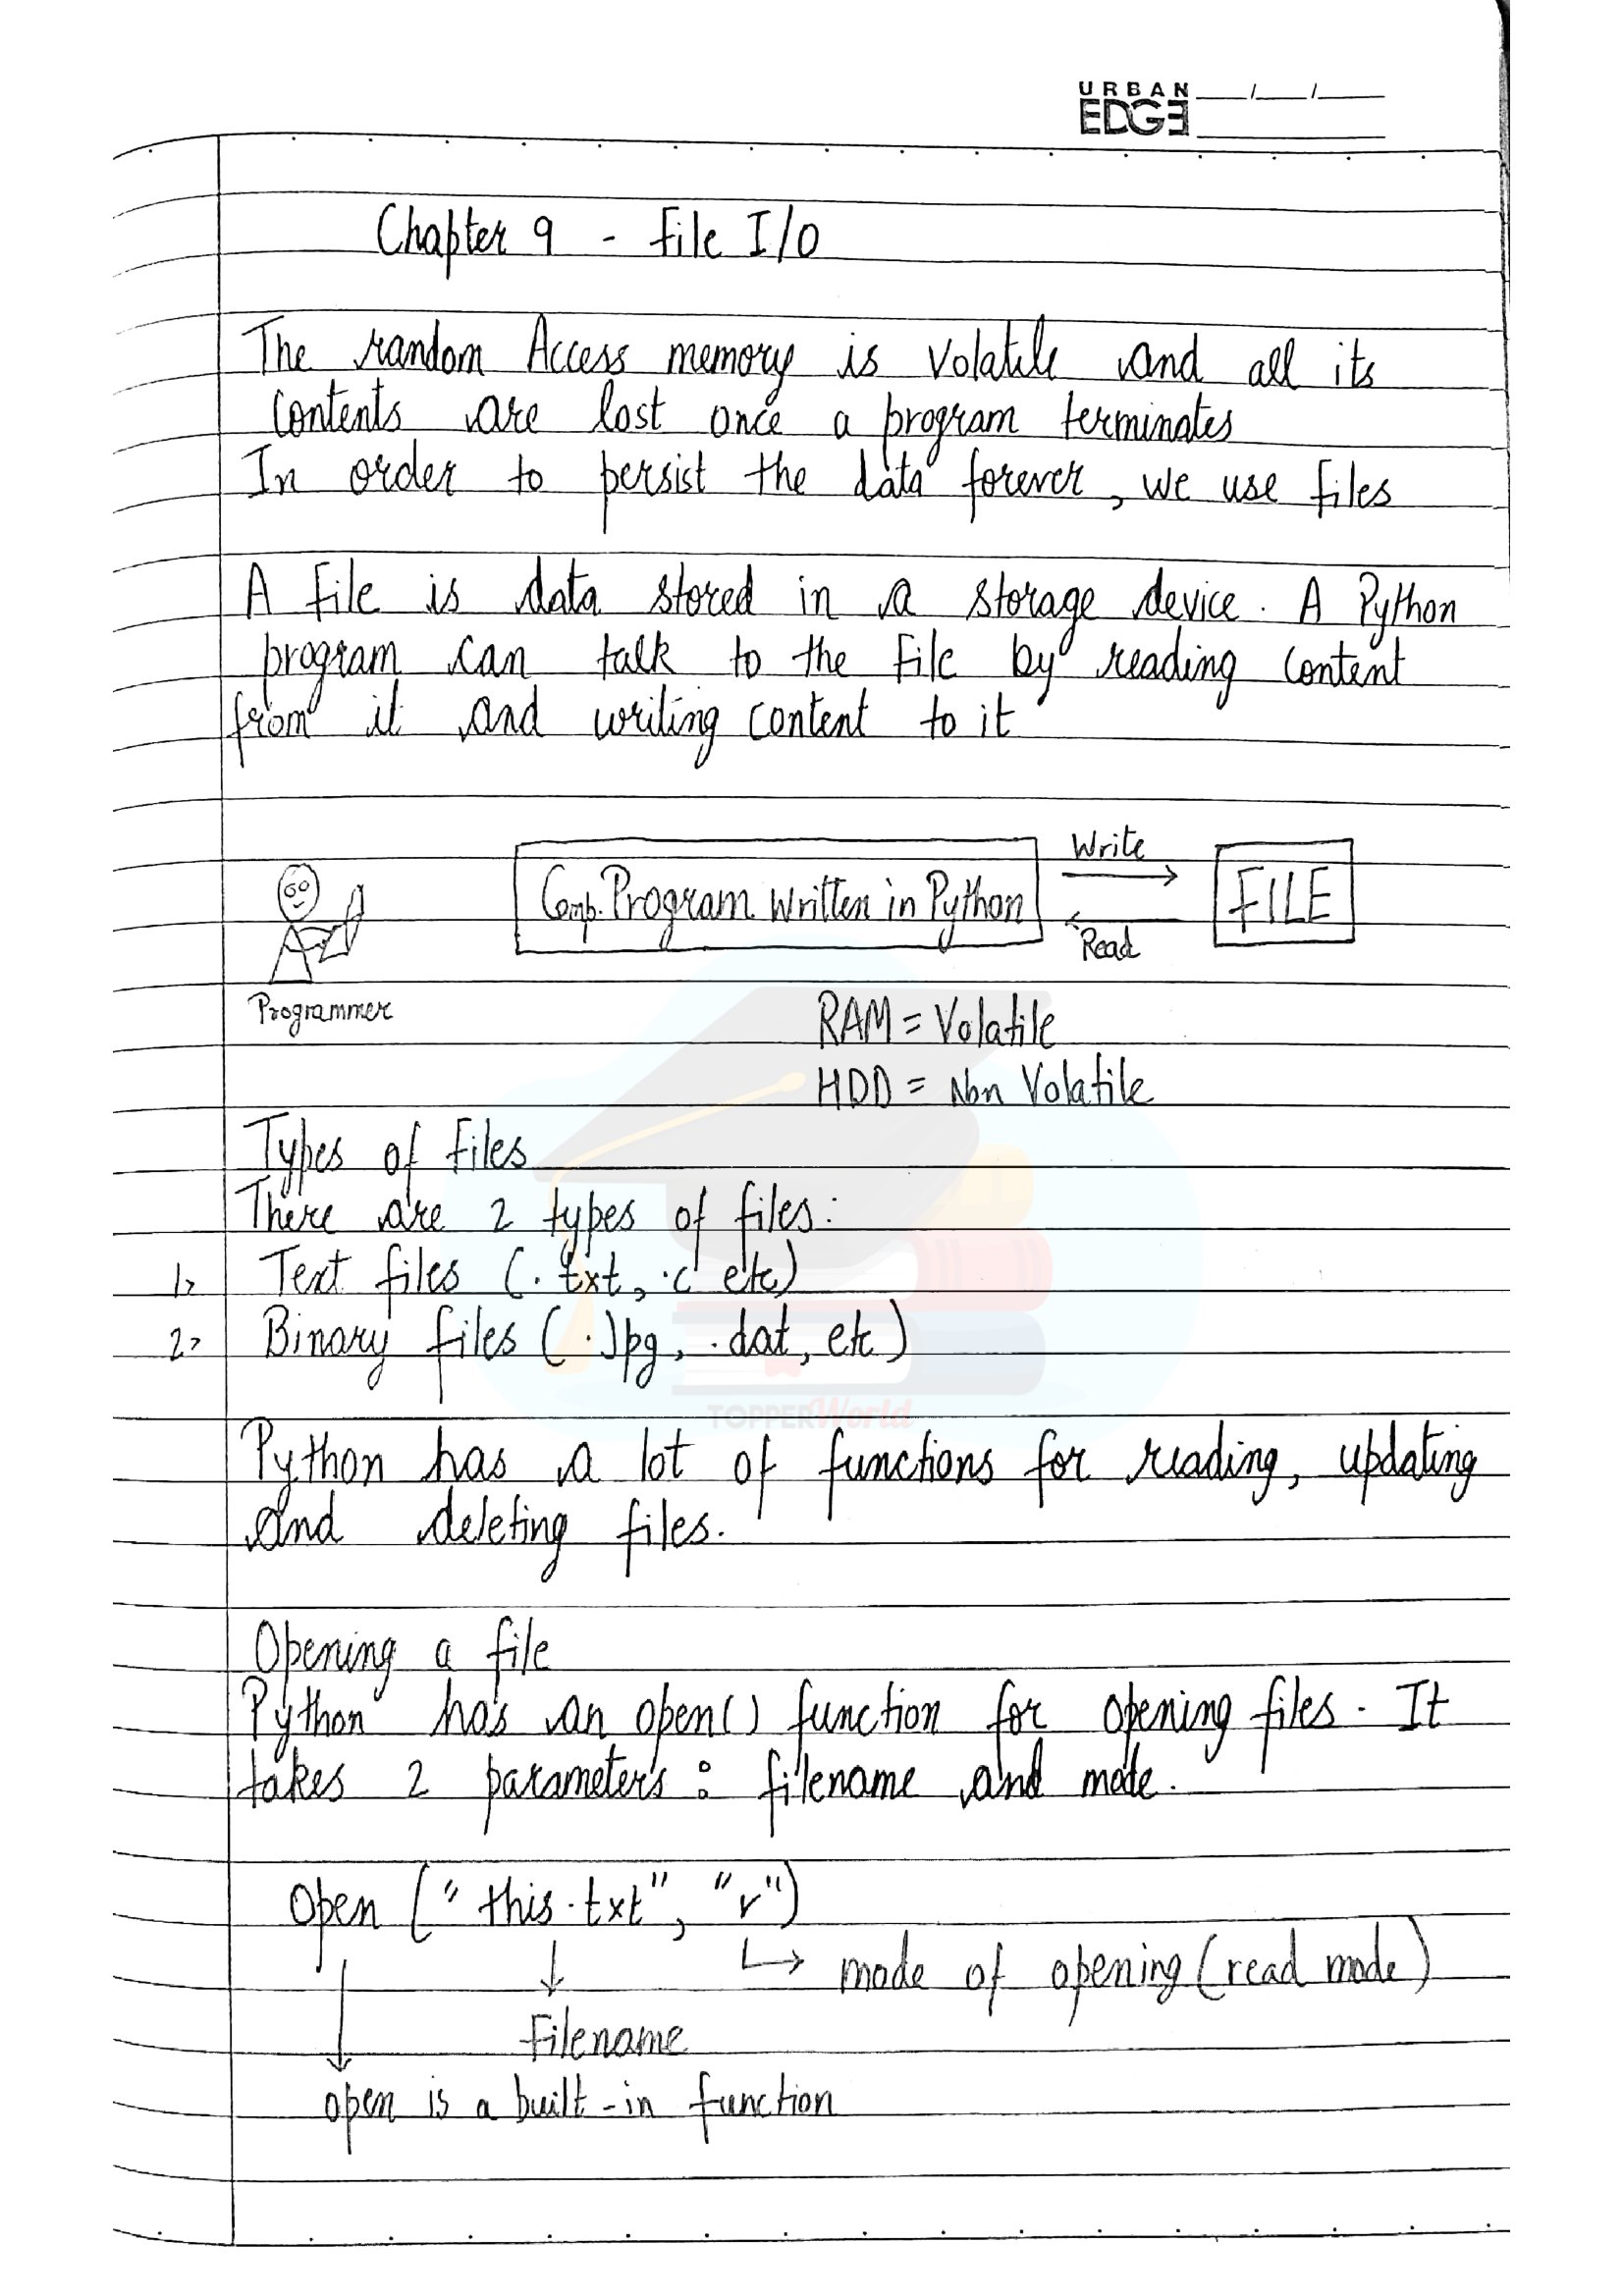 URBAN
EDGE
Chapter 9 - File I/O
The random Access memory is volatile and all its
contents are lost once a program terminates
In order to persist the data forever, we use files
A file is data stored in a storage device. A Python
program can talk to the file by reading content
from it and writing content to it
Comp. Program Written in Python
Write
Read
FILE
Programmer
RAM = Volatile
HDD = Non Volatile
Types of files
There are 2 types of files:
1> Text files (.txt, .c etc)
2> Binary files (.Jpg, .dat, etc)
TOPPERWorld
Python has a lot of functions for reading, updating
and deleting files.
Opening a file
Python has an open() function for opening files. It
takes 2 parameters: filename and mode.
Open ("this.txt", "r")
mode of opening (read mode)
Filename
open is a built-in function